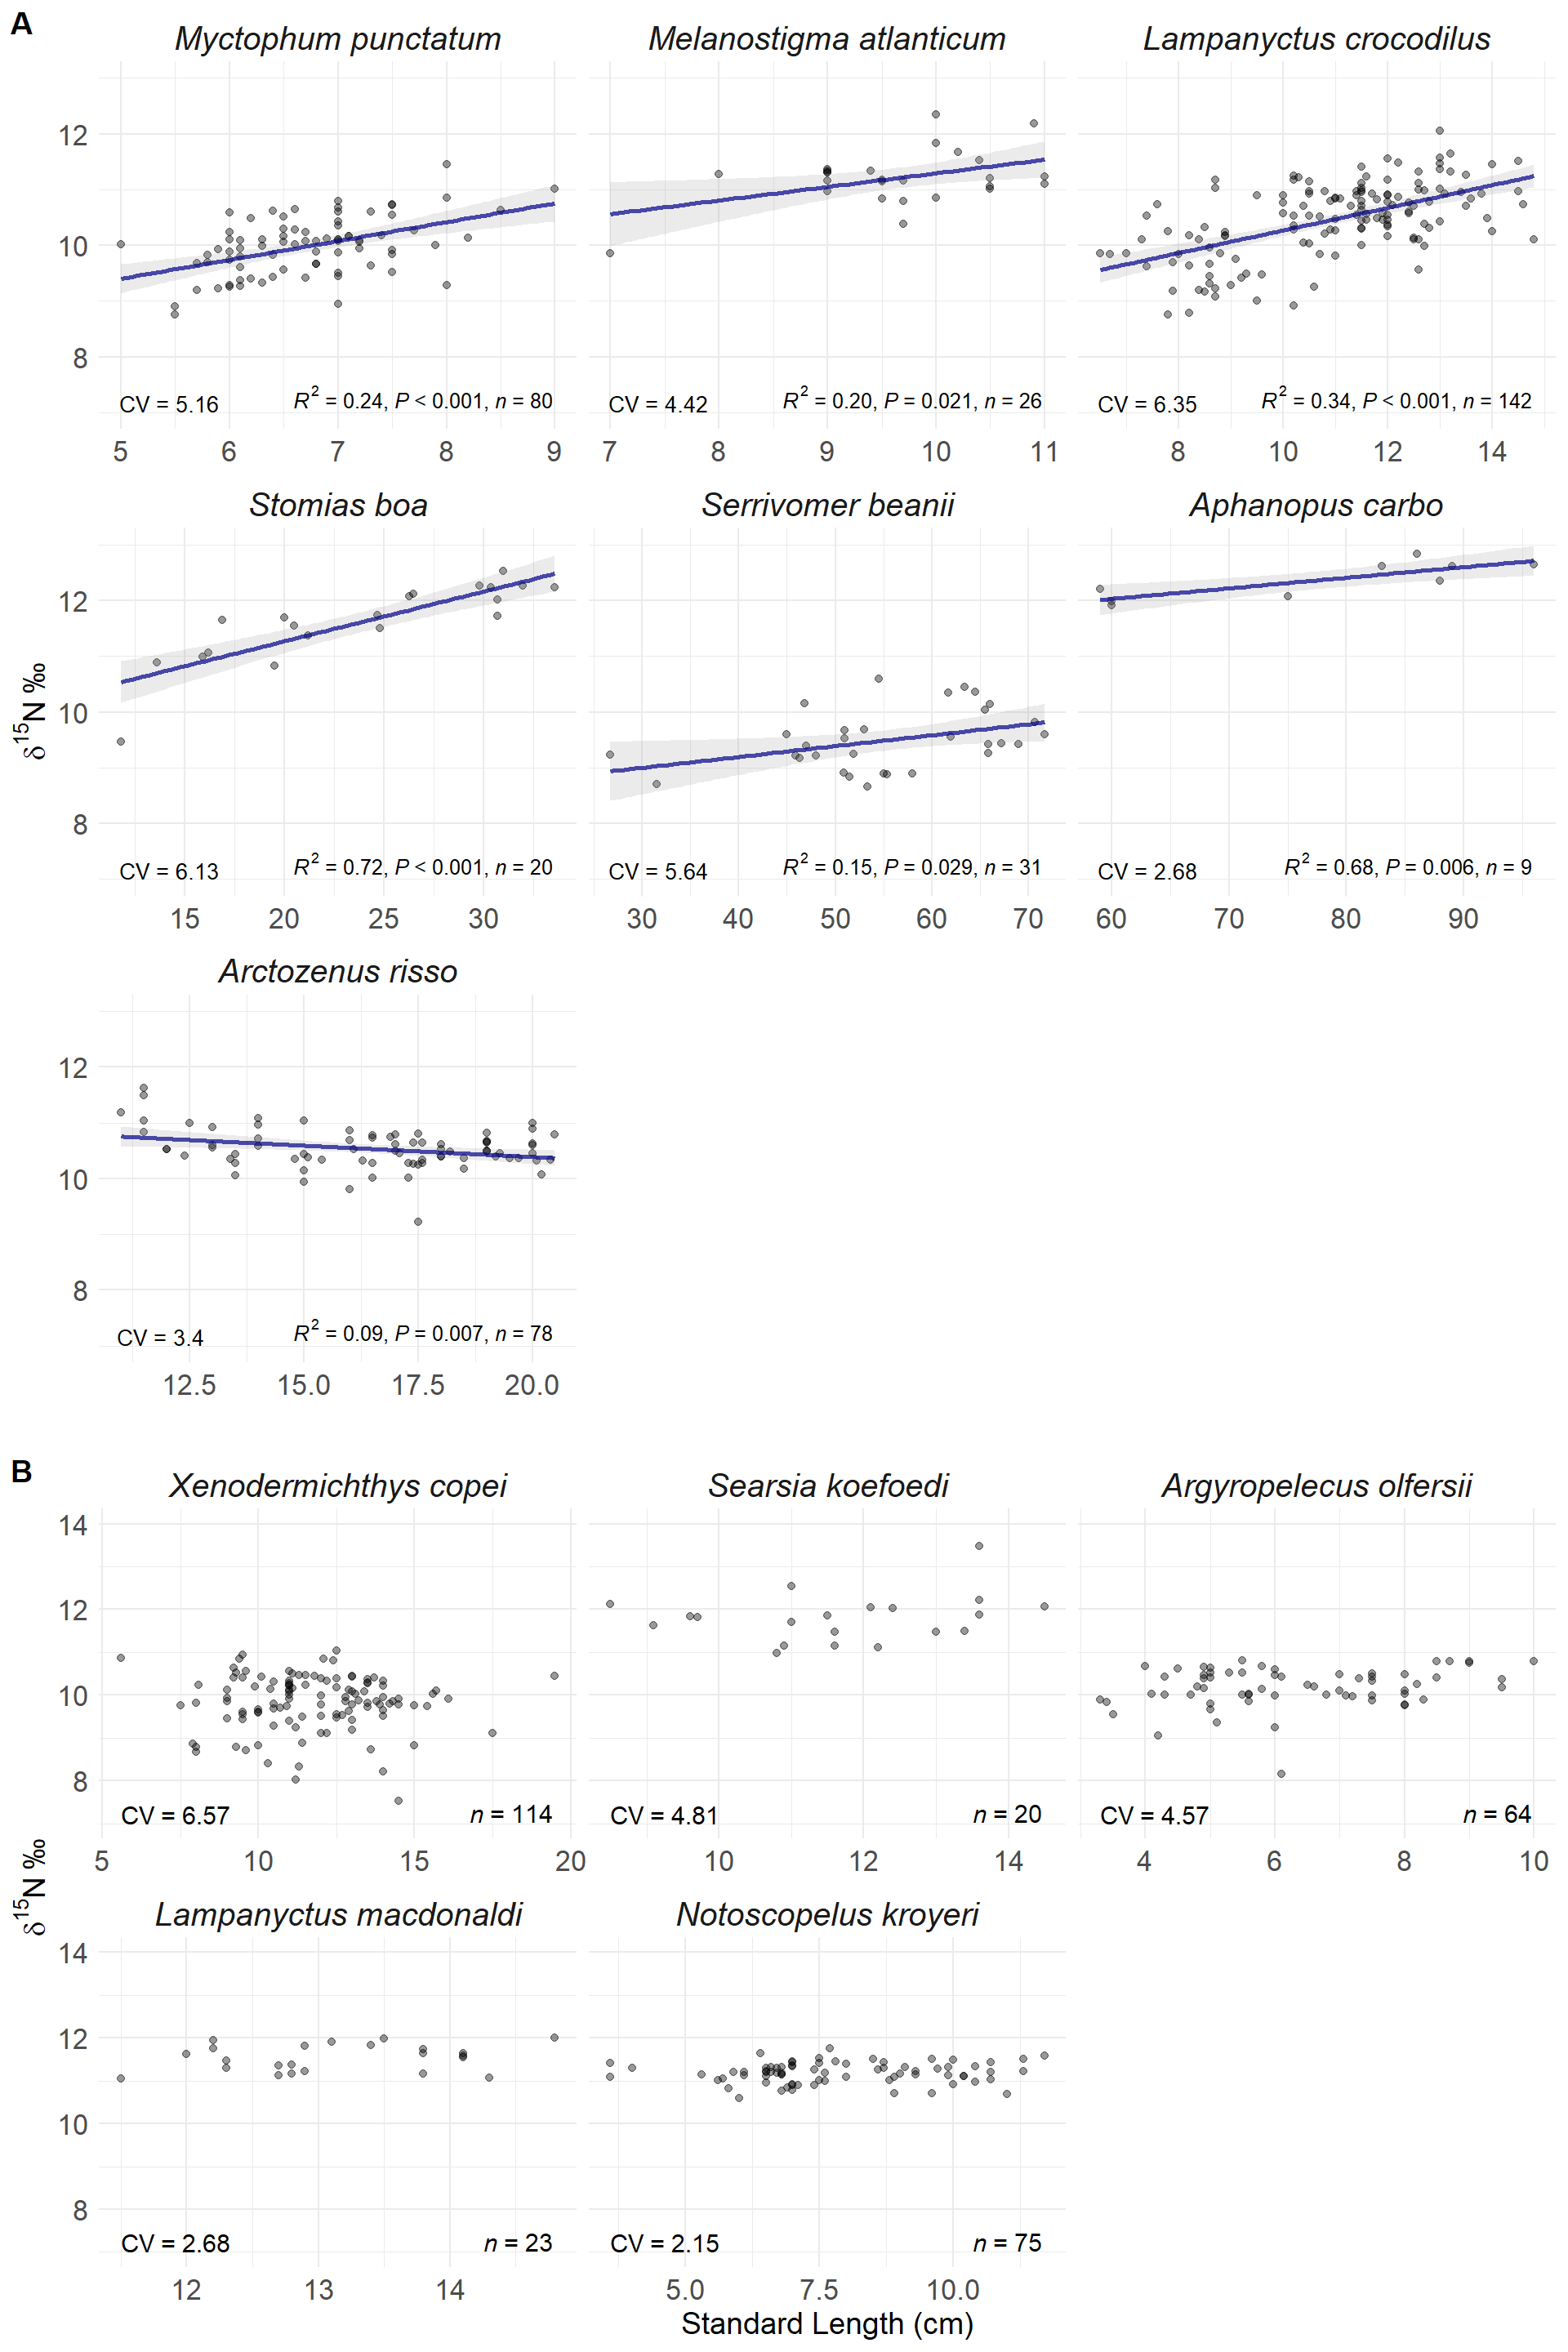 A
Myctophum punctatum Melanostigma atlanticum Lampanyctus crocodilus
12
10
8
CV = 5.16 R² = 0.24, P < 0.001, n = 80 CV = 4.42 R² = 0.20, P = 0.021, n = 26 CV = 6.35 R² = 0.34, P < 0.001, n = 142
5 6 7 8 9 7 8 9 10 11 8 10 12 14
Stomias boa Serrivomer beanii Aphanopus carbo
12
10
8
δ¹⁵N ‰
CV = 6.13 R² = 0.72, P < 0.001, n = 20 CV = 5.64 R² = 0.15, P = 0.029, n = 31 CV = 2.68 R² = 0.68, P = 0.006, n = 9
15 20 25 30 30 40 50 60 70 60 70 80 90
Arctozenus risso
12
10
8
CV = 3.4 R² = 0.09, P = 0.007, n = 78
12.5 15.0 17.5 20.0
B
Xenodermichthys copei Searsia koefoedi Argyropelecus olfersii
14
12
10
8
CV = 6.57 n = 114 CV = 4.81 n = 20 CV = 4.57 n = 64
5 10 15 20 10 12 14 4 6 8 10
δ¹⁵N ‰
Lampanyctus macdonaldi Notoscopelus kroyeri
14
12
10
8
CV = 2.68 n = 23 CV = 2.15 n = 75
12 13 14 5.0 7.5 10.0
Standard Length (cm)